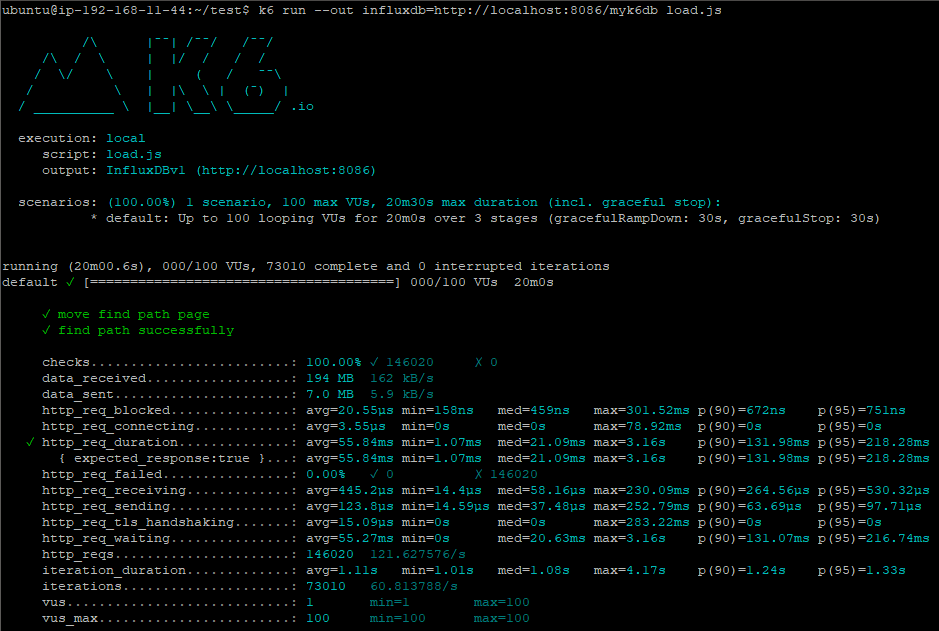 ubuntu@ip-192-168-11-44:~/test$ k6 run --out influxdb=http://localhost:8086/myk6db load.js
          /\      |‾‾| /‾‾/   /‾‾/
     /\  /  \     |  |/  /   /  /
    /  \/    \    |     (   /   ‾‾\
   /          \   |  |\  \ |  (‾)  |
  / __________ \  |__| \__\ \_____/ .io
  execution: local
     script: load.js
     output: InfluxDBv1 (http://localhost:8086)
  scenarios: (100.00%) 1 scenario, 100 max VUs, 20m30s max duration (incl. graceful stop):
           * default: Up to 100 looping VUs for 20m0s over 3 stages (gracefulRampDown: 30s, gracefulStop: 30s)
running (20m00.6s), 000/100 VUs, 73010 complete and 0 interrupted iterations
default ✓ [======================================] 000/100 VUs  20m0s
     ✓ move find path page
     ✓ find path successfully
     checks.........................: 100.00% ✓ 146020     ✗ 0
     data_received..................: 194 MB  162 kB/s
     data_sent......................: 7.0 MB  5.9 kB/s
     http_req_blocked...............: avg=20.55µs min=158ns   med=459ns   max=301.52ms p(90)=672ns    p(95)=751ns
     http_req_connecting............: avg=3.55µs  min=0s      med=0s      max=78.92ms  p(90)=0s       p(95)=0s
   ✓ http_req_duration..............: avg=55.84ms min=1.07ms  med=21.09ms max=3.16s    p(90)=131.98ms p(95)=218.28ms
       { expected_response:true }...: avg=55.84ms min=1.07ms  med=21.09ms max=3.16s    p(90)=131.98ms p(95)=218.28ms
     http_req_failed................: 0.00%   ✓ 0          ✗ 146020
     http_req_receiving.............: avg=445.2µs min=14.4µs  med=58.16µs max=230.09ms p(90)=264.56µs p(95)=530.32µs
     http_req_sending...............: avg=123.8µs min=14.59µs med=37.48µs max=252.79ms p(90)=63.69µs  p(95)=97.71µs
     http_req_tls_handshaking.......: avg=15.09µs min=0s      med=0s      max=283.22ms p(90)=0s       p(95)=0s
     http_req_waiting...............: avg=55.27ms min=0s      med=20.63ms max=3.16s    p(90)=131.07ms p(95)=216.74ms
     http_reqs......................: 146020  121.627576/s
     iteration_duration.............: avg=1.11s   min=1.01s   med=1.08s   max=4.17s    p(90)=1.24s    p(95)=1.33s
     iterations.....................: 73010   60.813788/s
     vus............................: 1       min=1        max=100
     vus_max........................: 100     min=100      max=100